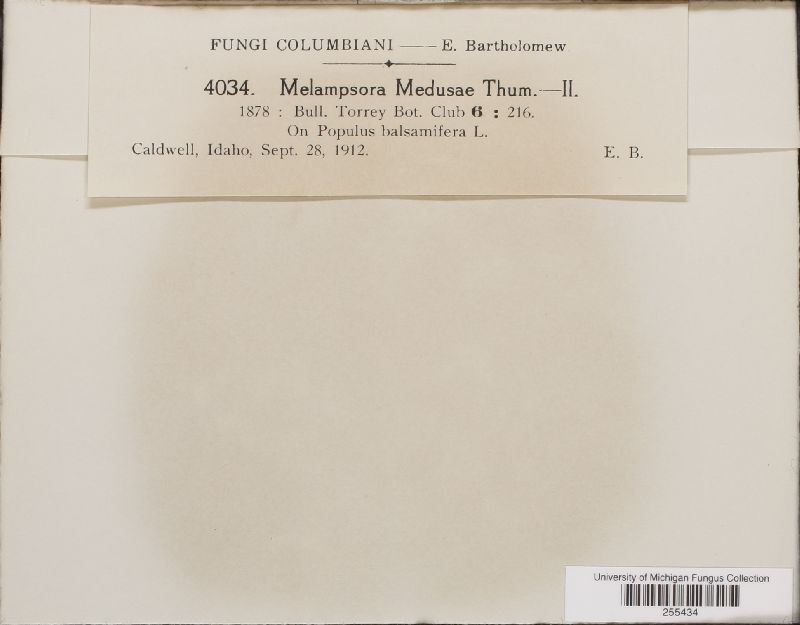 FUNGI COLUMBIANI —— E. Bartholomew
4034. Melampsora Medusae Thum.—II.
1878 : Bull. Torrey Bot. Club 6 : 216.
On Populus balsamifera L.
Caldwell, Idaho, Sept. 28, 1912. E. B.
University of Michigan Fungus Collection
255434